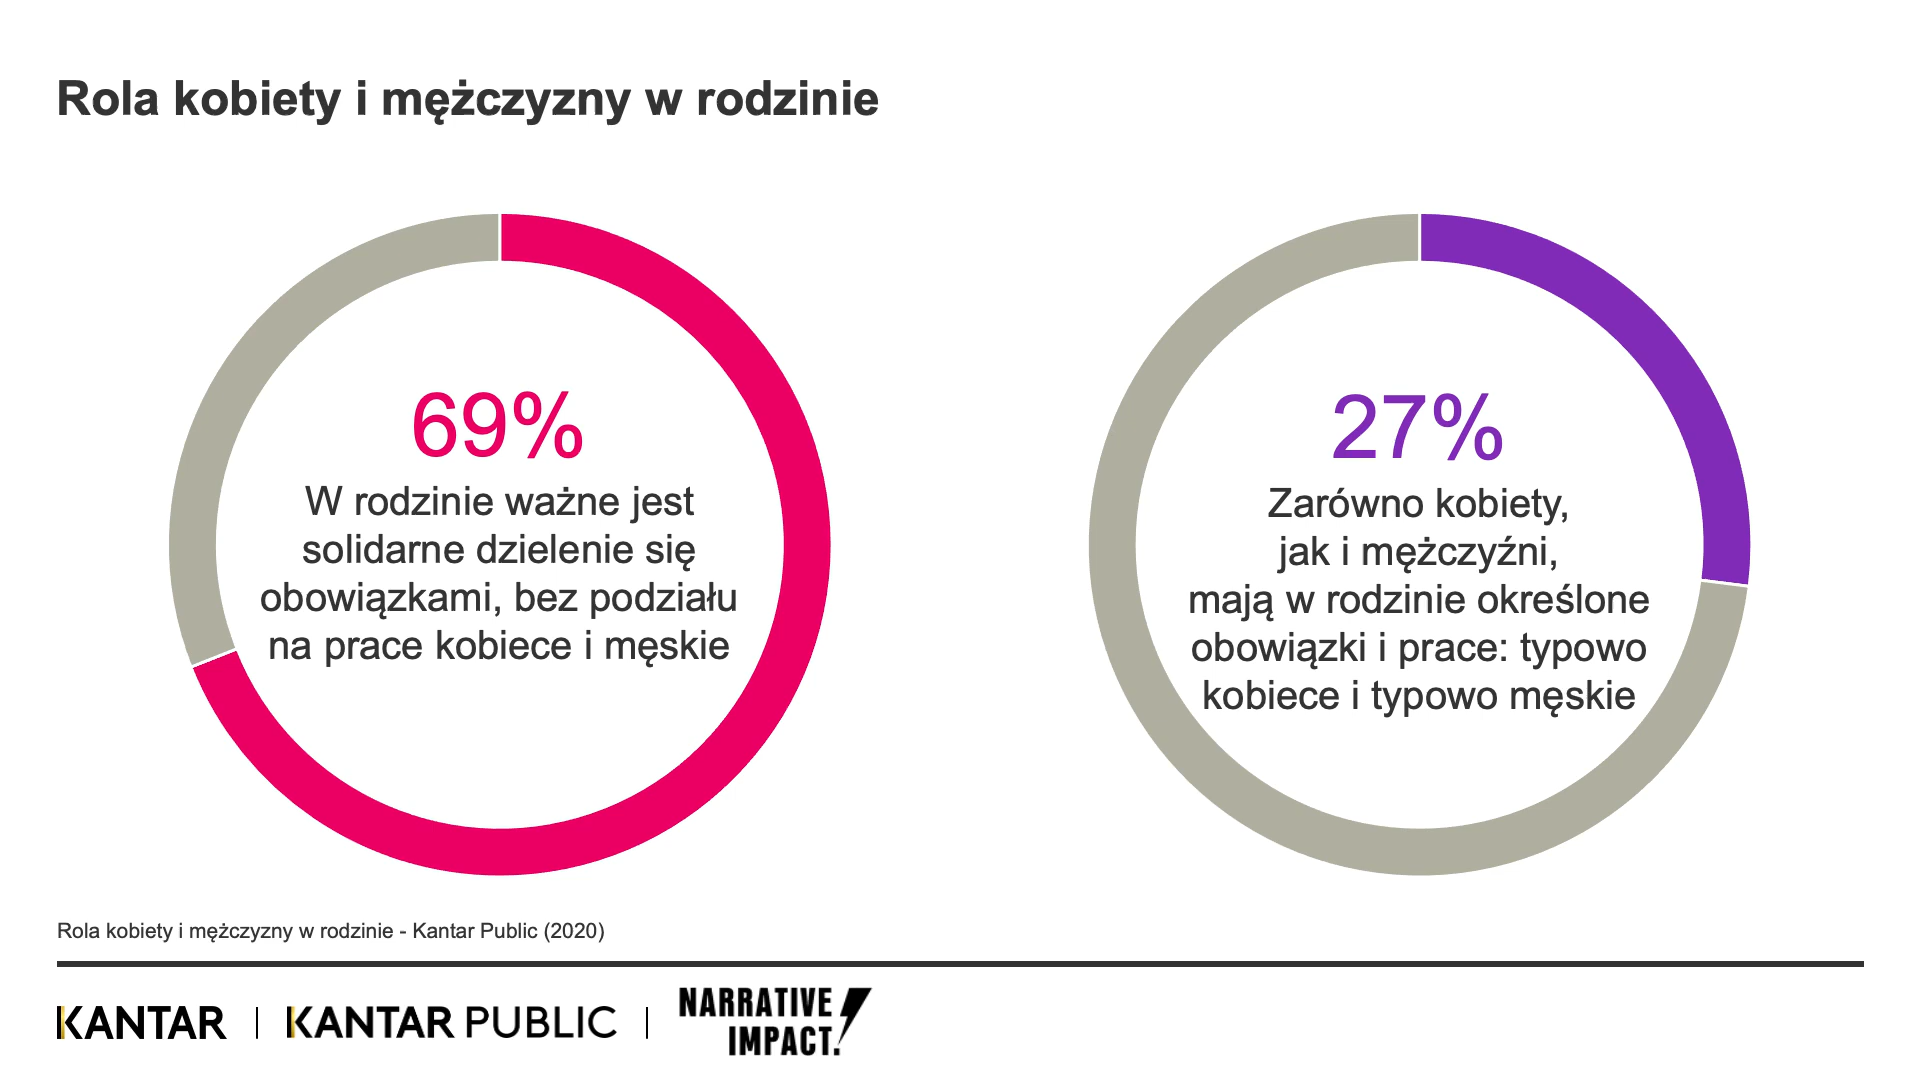 Rola kobiety i mężczyzny w rodzinie
69%
W rodzinie ważne jest
solidarne dzielenie się
obowiązkami, bez podziału
na prace kobiece i męskie
27%
Zarówno kobiety,
jak i mężczyźni,
mają w rodzinie określone
obowiązki i prace: typowo
kobiece i typowo męskie
Rola kobiety i mężczyzny w rodzinie - Kantar Public (2020)
KANTAR
KANTAR PUBLIC
NARRATIVE
IMPACT.